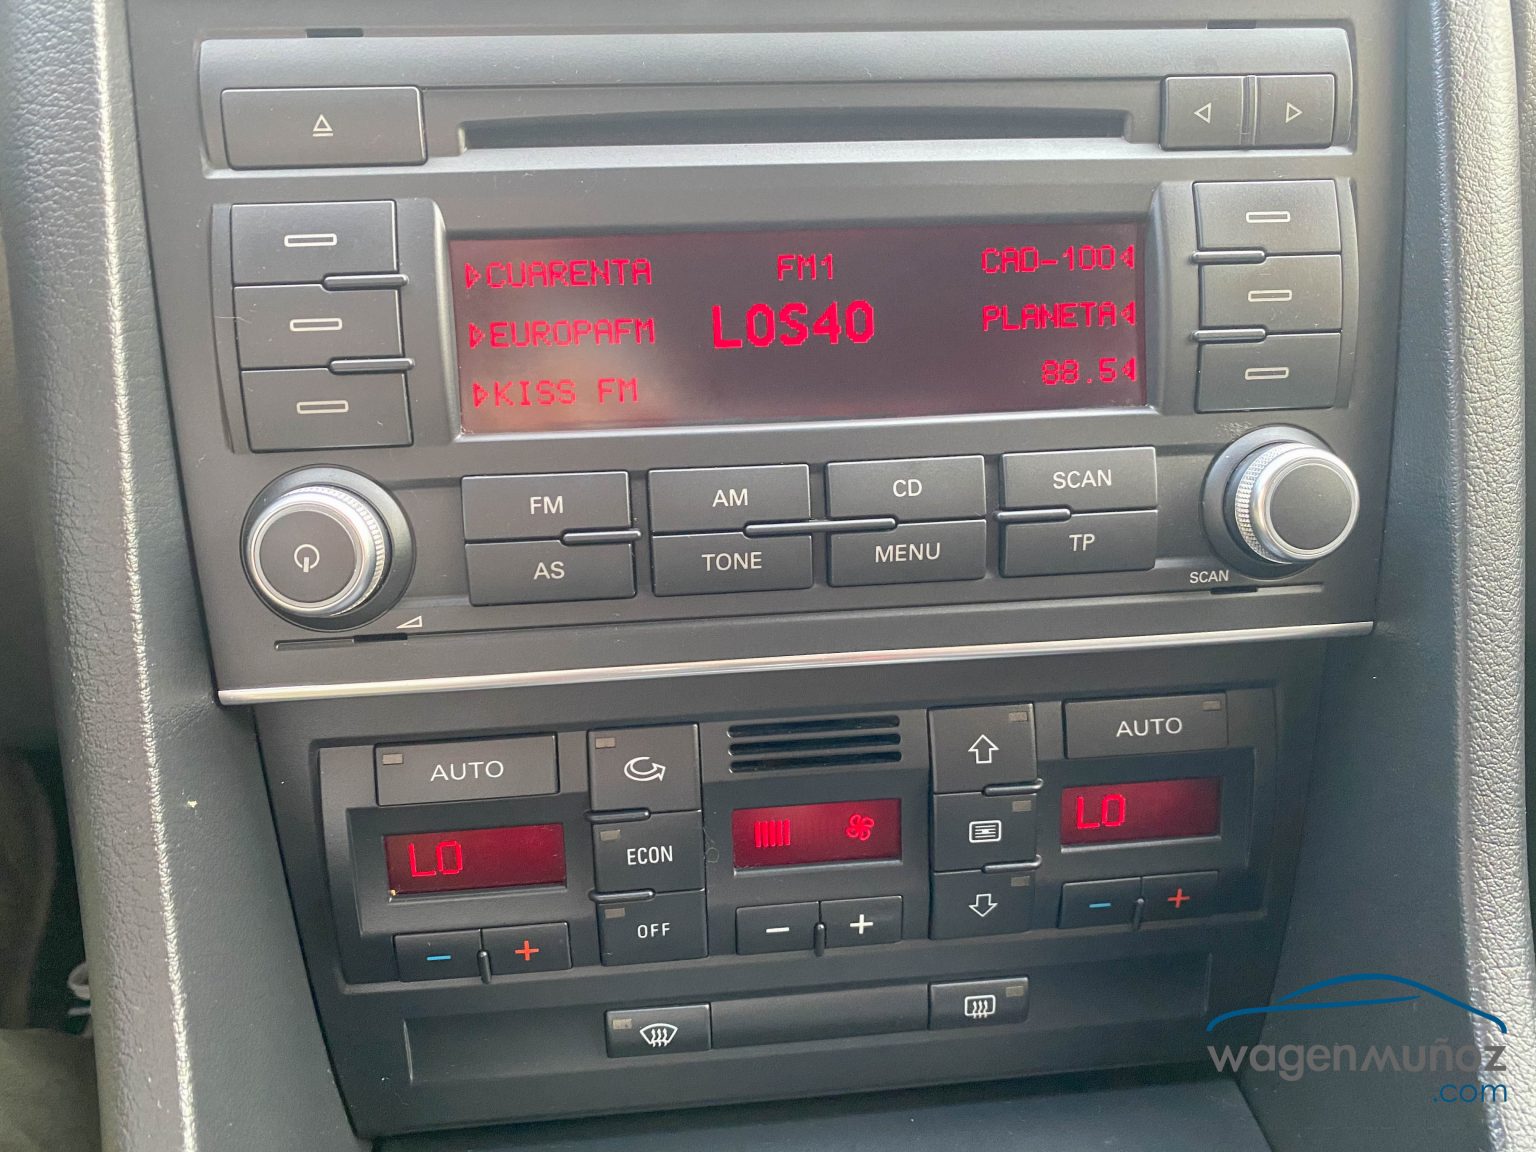 CUARENTA FM1 CAD-100
EUROPAFM LOS40 PLANETA
KISS FM 88.5
FM AM CD SCAN
AS TONE MENU TP
SCAN
AUTO AUTO
LO LO
ECON
OFF
wagenmuñoz
.com